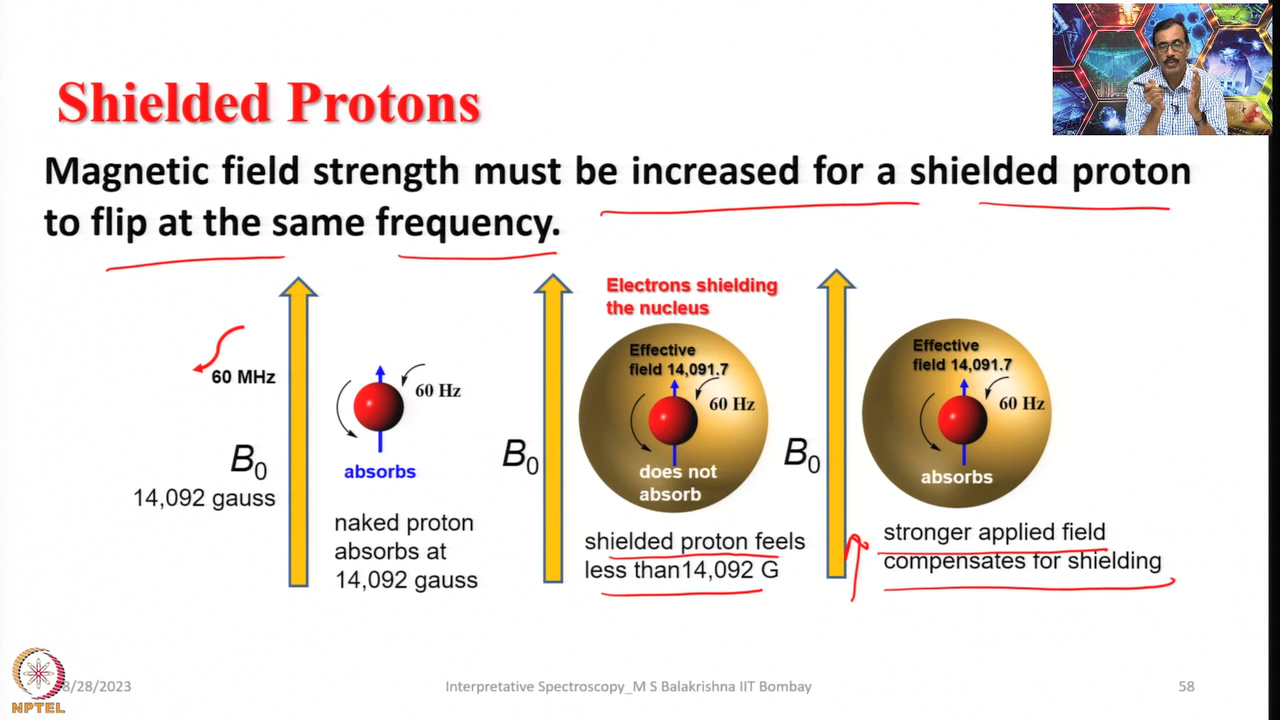 Shielded Protons
Magnetic field strength must be increased for a shielded proton
to flip at the same frequency.
60 MHz
B0
14,092 gauss
60 Hz
absorbs
naked proton
absorbs at
14,092 gauss
Electrons shielding
the nucleus
B0
Effective
field 14,091.7
60 Hz
does not
absorb
shielded proton feels
less than14,092 G
B0
Effective
field 14,091.7
60 Hz
absorbs
stronger applied field
compensates for shielding
8/28/2023
Interpretative Spectroscopy_M S Balakrishna IIT Bombay
58
NPTEL